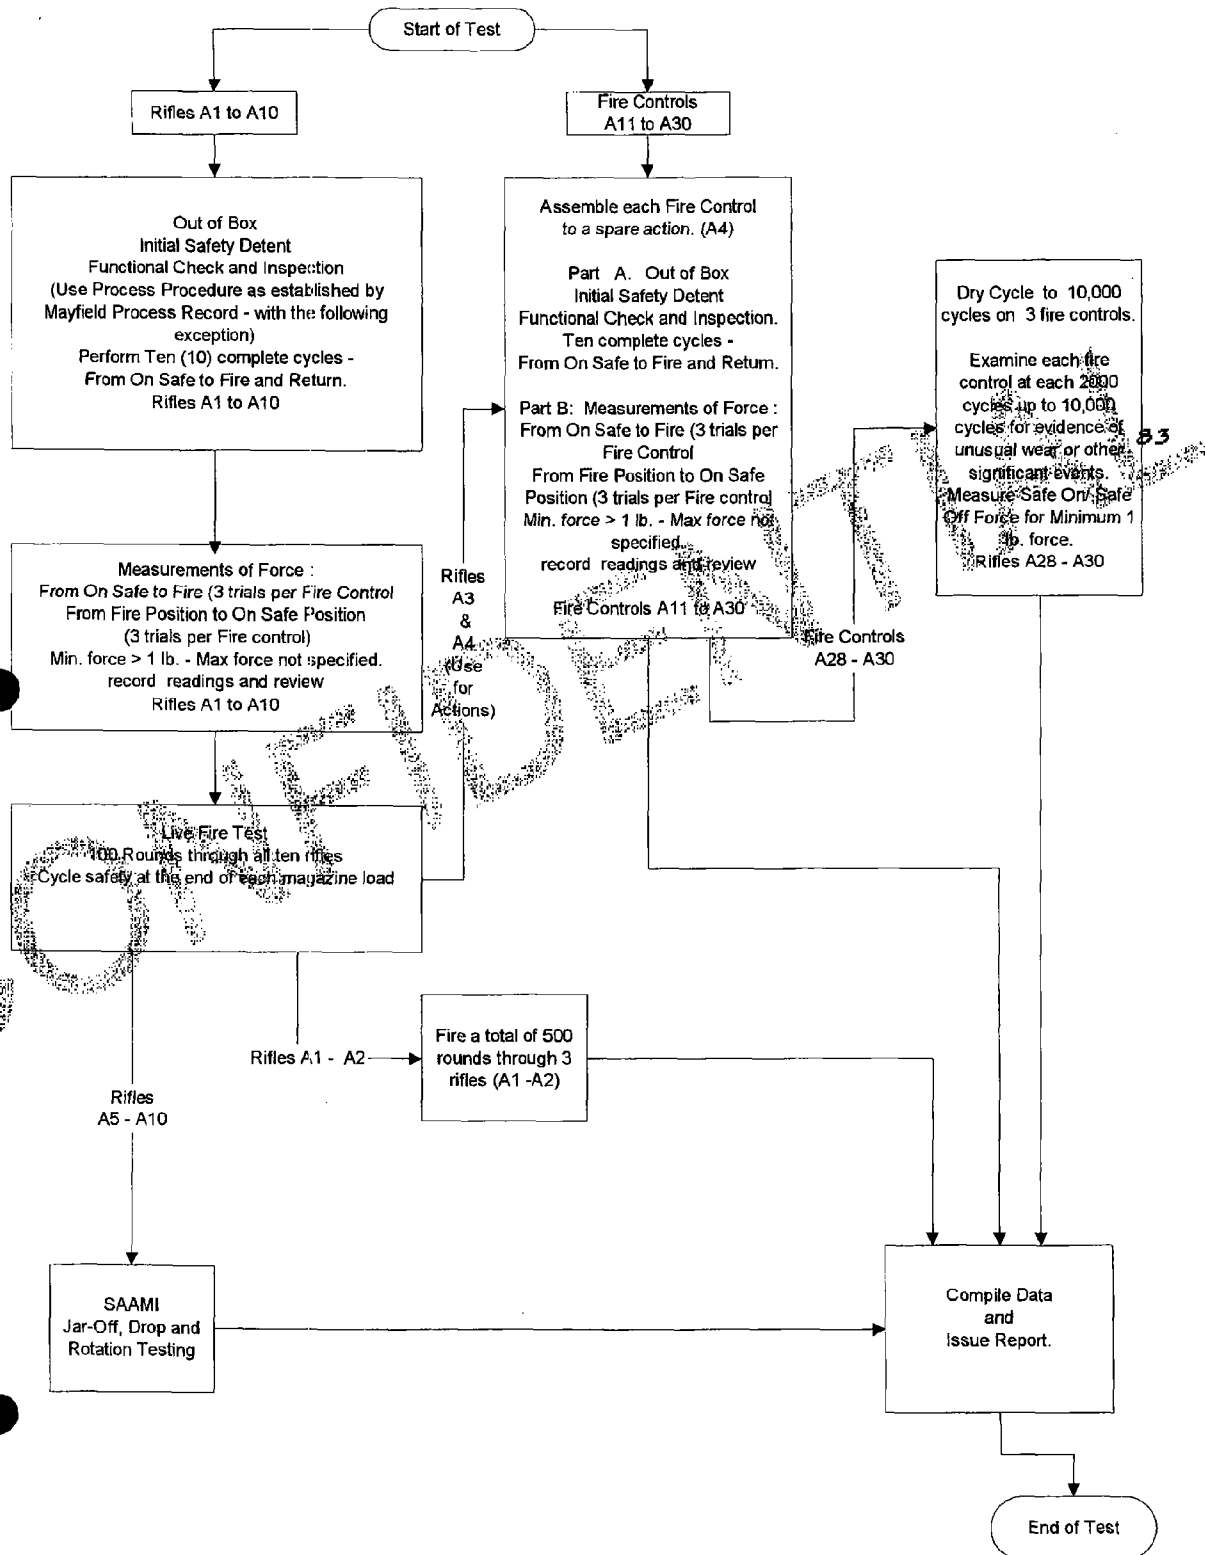 Start of Test
Rifles A1 to A10
Fire Controls
A11 to A30
Out of Box
Initial Safety Detent
Functional Check and Inspection
(Use Process Procedure as established by
Mayfield Process Record - with the following
exception)
Perform Ten (10) complete cycles -
From On Safe to Fire and Return.
Rifles A1 to A10
Assemble each Fire Control
to a spare action. (A4)
Part A. Out of Box
Initial Safety Detent
Functional Check and Inspection.
Ten complete cycles -
From On Safe to Fire and Return.
Part B: Measurements of Force :
From On Safe to Fire (3 trials per
Fire Control
From Fire Position to On Safe
Position (3 trials per Fire control
Min. force > 1 lb. - Max force not
specified.
record readings and review
Fire Controls A11 to A30
Dry Cycle to 10,000
cycles on 3 fire controls.
Examine each fire
control at each 2000
cycles up to 10,000
cycles for evidence of
unusual wear or other
significant events.
Measure Safe On/ Safe
Off Force for Minimum 1
lb. force.
Rifles A28 - A30
83
Measurements of Force :
From On Safe to Fire (3 trials per Fire Control
From Fire Position to On Safe Position
(3 trials per Fire control)
Min. force > 1 lb. - Max force not specified.
record readings and review
Rifles A1 to A10
Rifles
A3
&
A4
(Use
for
Actions)
Fire Controls
A28 - A30
Live Fire Test
100 Rounds through all ten rifles
Cycle safety at the end of each magazine load
Rifles A1 - A2
Fire a total of 500
rounds through 3
rifles (A1 -A2)
Rifles
A5 - A10
SAAMI
Jar-Off, Drop and
Rotation Testing
Compile Data
and
Issue Report.
End of Test
CONFIDENTIAL